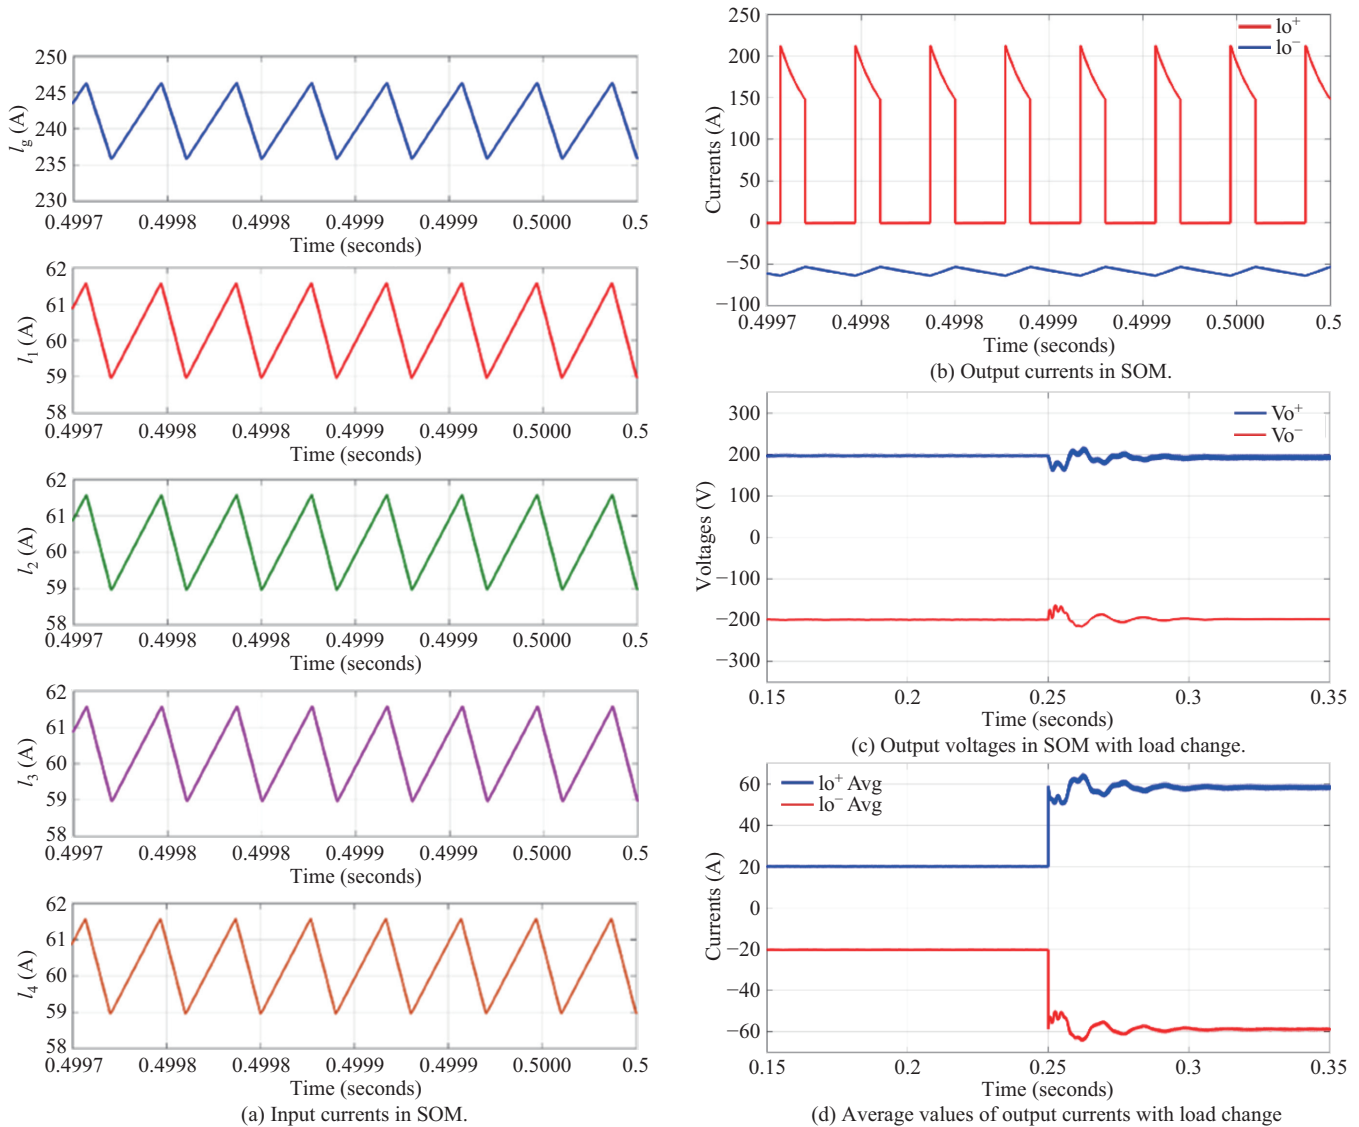 250
245
240
235
230
l_g (A)
0.4997 0.4998 0.4998 0.4999 0.4999 0.5000 0.5
Time (seconds)
62
61
60
59
58
l_1 (A)
0.4997 0.4998 0.4998 0.4999 0.4999 0.5000 0.5
Time (seconds)
62
61
60
59
58
l_2 (A)
0.4997 0.4998 0.4998 0.4999 0.4999 0.5000 0.5
Time (seconds)
62
61
60
59
58
l_3 (A)
0.4997 0.4998 0.4998 0.4999 0.4999 0.5000 0.5
Time (seconds)
62
61
60
59
58
l_4 (A)
0.4997 0.4998 0.4998 0.4999 0.4999 0.5000 0.5
Time (seconds)
(a) Input currents in SOM.
250
200
150
100
50
0
−50
−100
Currents (A)
lo⁺
lo⁻
0.4997 0.4998 0.4998 0.4999 0.4999 0.5000 0.5
Time (seconds)
(b) Output currents in SOM.
300
200
100
0
−100
−200
−300
Voltages (V)
Vo⁺
Vo⁻
0.15 0.2 0.25 0.3 0.35
Time (seconds)
(c) Output voltages in SOM with load change.
60
40
20
0
−20
−40
−60
Currents (A)
lo⁺ Avg
lo⁻ Avg
0.15 0.2 0.25 0.3 0.35
Time (seconds)
(d) Average values of output currents with load change